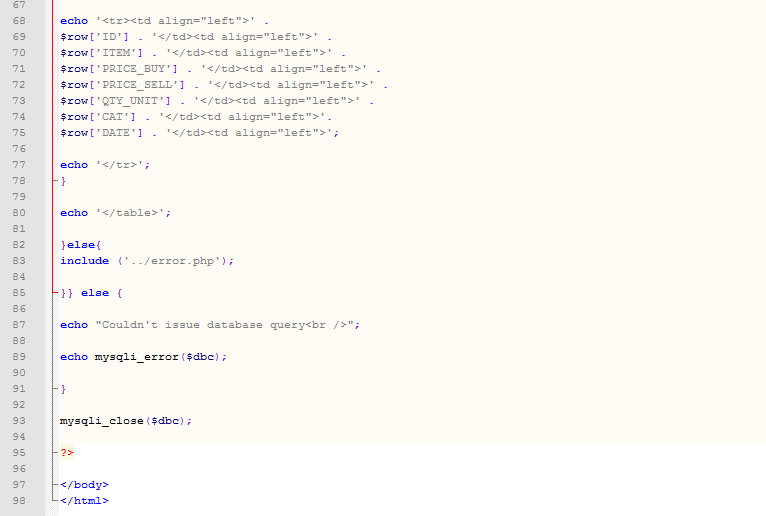 67
68 echo '<tr><td align="left">' .
69 $row['ID'] . '</td><td align="left">' .
70 $row['ITEM'] . '</td><td align="left">' .
71 $row['PRICE_BUY'] . '</td><td align="left">' .
72 $row['PRICE_SELL'] . '</td><td align="left">' .
73 $row['QTY_UNIT'] . '</td><td align="left">' .
74 $row['CAT'] . '</td><td align="left">'.
75 $row['DATE'] . '</td><td align="left">';
76
77 echo '</tr>';
78 }
79
80 echo '</table>';
81
82 }else{
83 include ('../error.php');
84
85 }} else {
86
87 echo "Couldn't issue database query<br />";
88
89 echo mysqli_error($dbc);
90
91 }
92
93 mysqli_close($dbc);
94
95 ?>
96
97 </body>
98 </html>